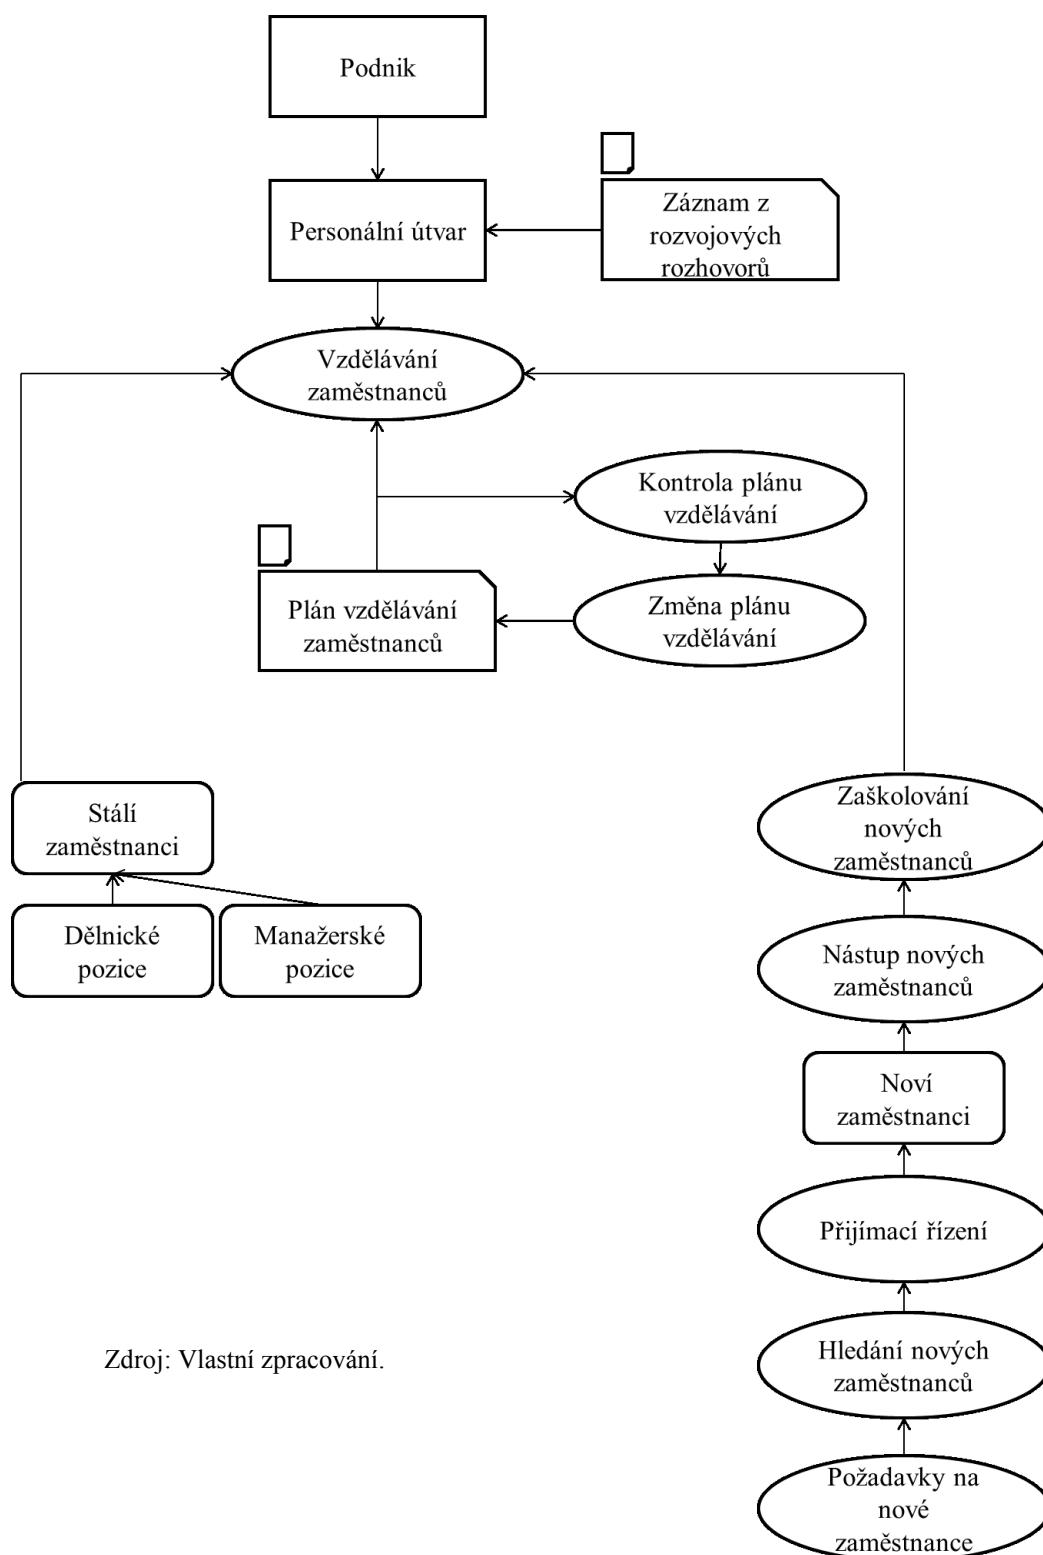 Podnik
Personální útvar
Záznam z
rozvojových
rozhovorů
Vzdělávání
zaměstnanců
Kontrola plánu
vzdělávání
Plán vzdělávání
zaměstnanců
Změna plánu
vzdělávání
Stálí
zaměstnanci
Zaškolování
nových
zaměstnanců
Dělnické
pozice
Manažerské
pozice
Nástup nových
zaměstnanců
Noví
zaměstnanci
Přijímací řízení
Hledání nových
zaměstnanců
Zdroj: Vlastní zpracování.
Požadavky na
nové
zaměstnance